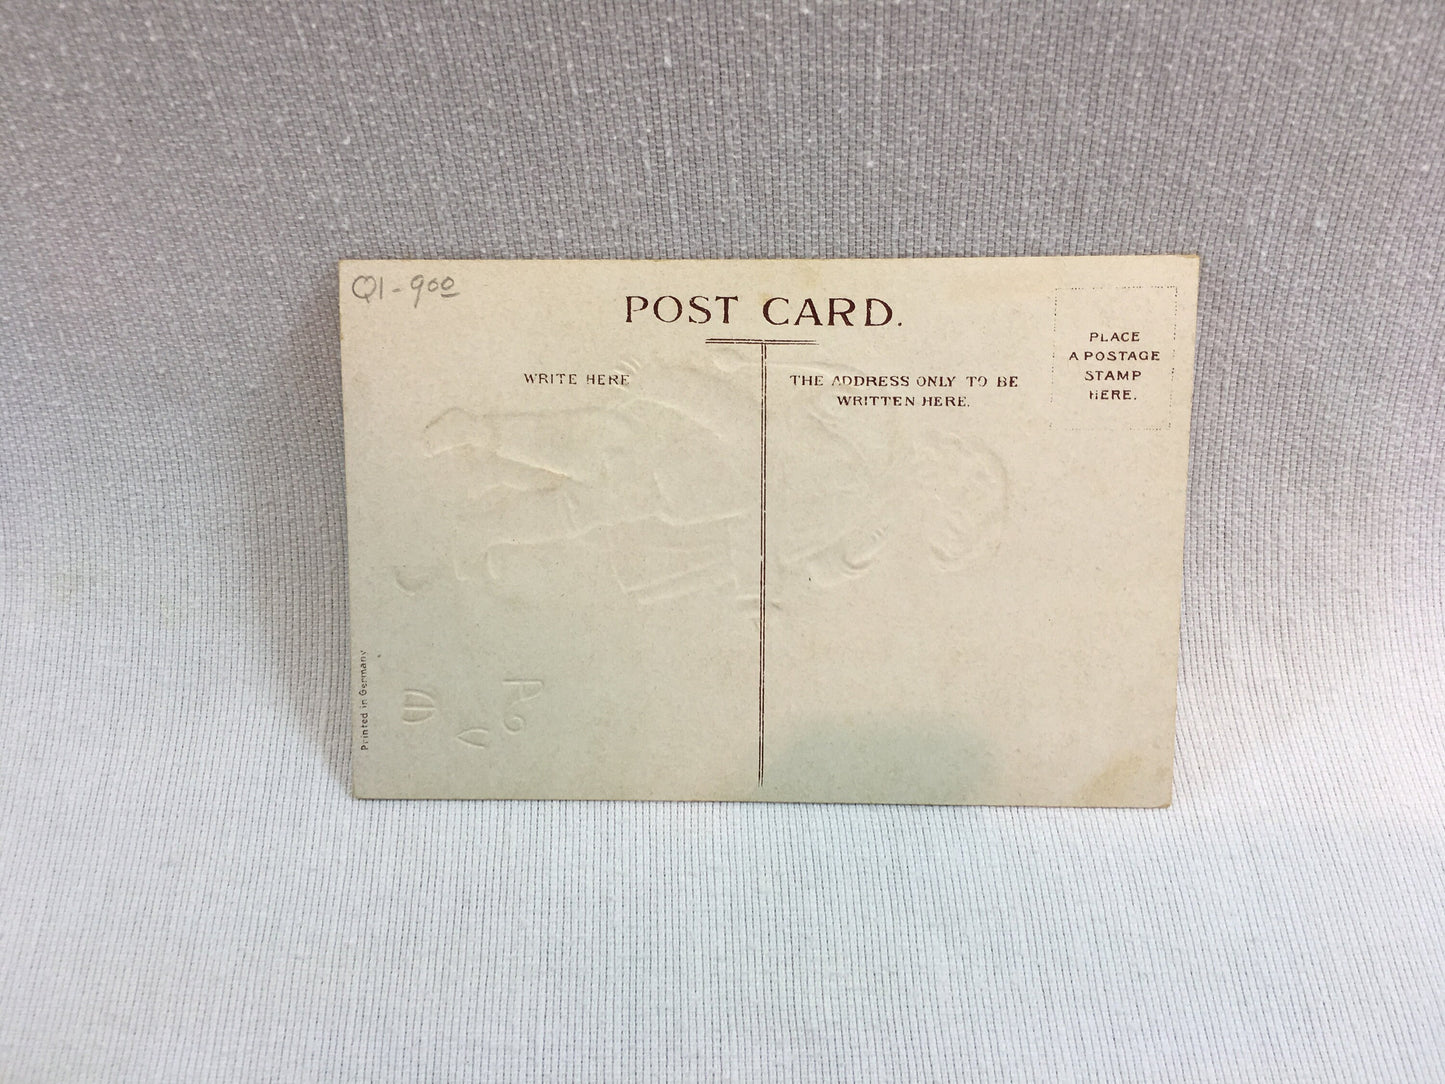 Q1-900
POST CARD.
WRITE HERE
THE ADDRESS ONLY TO BE
WRITTEN HERE.
PLACE
A POSTAGE
STAMP
HERE.
Printed in Germany